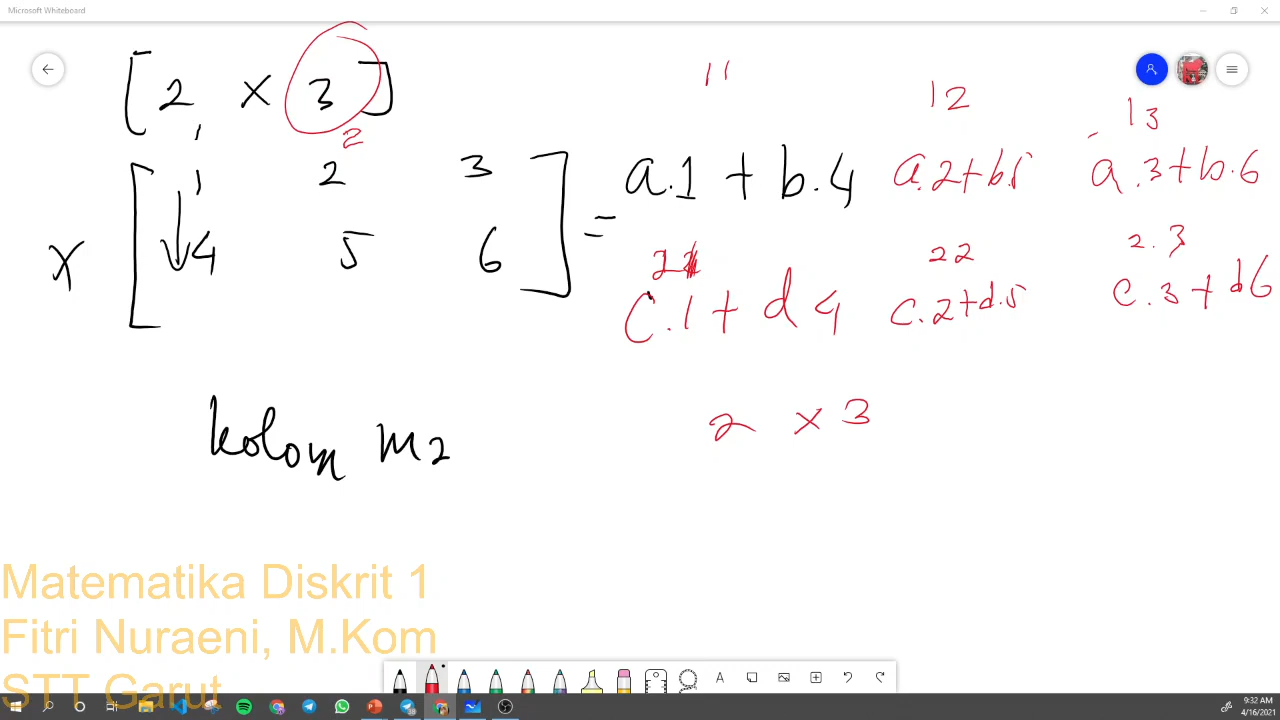 Microsoft Whiteboard
[2 x 3]
1 2
11 12 13
1 2 3
a.1 + b.4 a.2+b.5 a.3+b.6
x 4 5 6 =
21 22 2.3
c.1 + d 4 c.2+d.5 c.3+d6
2 x 3
kolom m2
Matematika Diskrit 1
Fitri Nuraeni, M.Kom
STT Garut
9:32 AM
4/16/2021